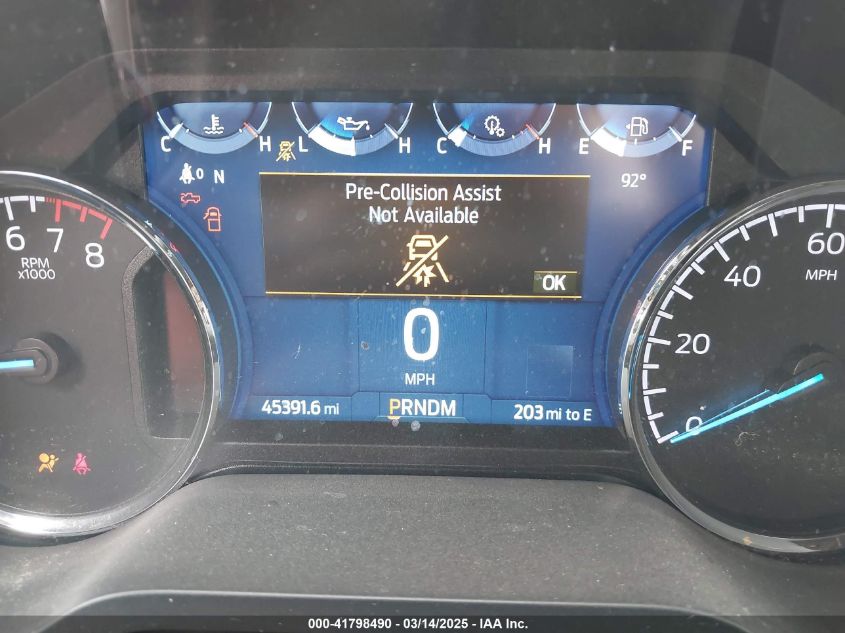 C H L H C H E F
0 N 92°
Pre-Collision Assist
Not Available
OK
6 7 8
RPM
x1000
0
MPH
60
MPH
40
20
0
45391.6 mi PRNDM 203 mi to E
000-41798490 - 03/14/2025 - IAA Inc.